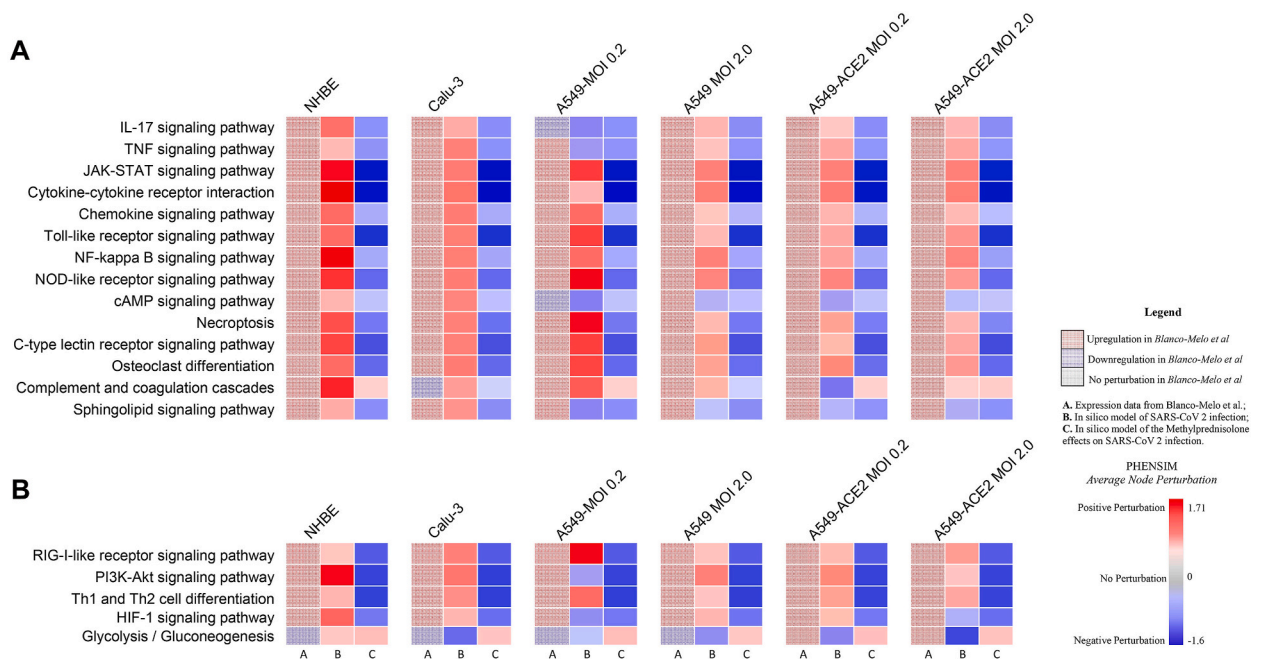 A
NHBE
Calu-3
A549-MOI 0.2
A549 MOI 2.0
A549-ACE2 MOI 0.2
A549-ACE2 MOI 2.0
IL-17 signaling pathway
TNF signaling pathway
JAK-STAT signaling pathway
Cytokine-cytokine receptor interaction
Chemokine signaling pathway
Toll-like receptor signaling pathway
NF-kappa B signaling pathway
NOD-like receptor signaling pathway
cAMP signaling pathway
Necroptosis
C-type lectin receptor signaling pathway
Osteoclast differentiation
Complement and coagulation cascades
Sphingolipid signaling pathway
B
NHBE
Calu-3
A549-MOI 0.2
A549 MOI 2.0
A549-ACE2 MOI 0.2
A549-ACE2 MOI 2.0
RIG-I-like receptor signaling pathway
PI3K-Akt signaling pathway
Th1 and Th2 cell differentiation
HIF-1 signaling pathway
Glycolysis / Gluconeogenesis
A B C A B C A B C A B C A B C A B C
Legend
Upregulation in Blanco-Melo et al
Downregulation in Blanco-Melo et al
No perturbation in Blanco-Melo et al
A. Expression data from Blanco-Melo et al.;
B. In silico model of SARS-CoV 2 infection;
C. In silico model of the Methylprednisolone
effects on SARS-CoV 2 infection.
PHENSIM
Average Node Perturbation
Positive Perturbation 1.71
No Perturbation 0
Negative Perturbation -1.6